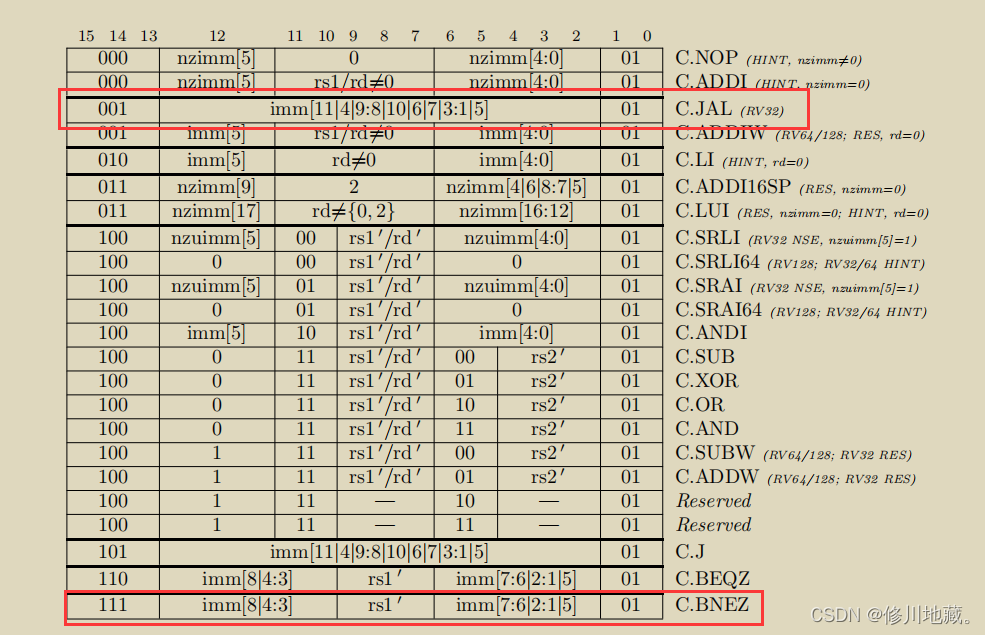 15 14 13 12 11 10 9 8 7 6 5 4 3 2 1 0
000 nzimm[5] 0 nzimm[4:0] 01 C.NOP (HINT, nzimm≠0)
000 nzimm[5] rs1/rd≠0 nzimm[4:0] 01 C.ADDI (HINT, nzimm=0)
001 imm[11|4|9:8|10|6|7|3:1|5] 01 C.JAL (RV32)
001 imm[5] rs1/rd≠0 imm[4:0] 01 C.ADDIW (RV64/128; RES, rd=0)
010 imm[5] rd≠0 imm[4:0] 01 C.LI (HINT, rd=0)
011 nzimm[9] 2 nzimm[4|6|8:7|5] 01 C.ADDI16SP (RES, nzimm=0)
011 nzimm[17] rd≠{0, 2} nzimm[16:12] 01 C.LUI (RES, nzimm=0; HINT, rd=0)
100 nzuimm[5] 00 rs1′/rd′ nzuimm[4:0] 01 C.SRLI (RV32 NSE, nzuimm[5]=1)
100 0 00 rs1′/rd′ 0 01 C.SRLI64 (RV128; RV32/64 HINT)
100 nzuimm[5] 01 rs1′/rd′ nzuimm[4:0] 01 C.SRAI (RV32 NSE, nzuimm[5]=1)
100 0 01 rs1′/rd′ 0 01 C.SRAI64 (RV128; RV32/64 HINT)
100 imm[5] 10 rs1′/rd′ imm[4:0] 01 C.ANDI
100 0 11 rs1′/rd′ 00 rs2′ 01 C.SUB
100 0 11 rs1′/rd′ 01 rs2′ 01 C.XOR
100 0 11 rs1′/rd′ 10 rs2′ 01 C.OR
100 0 11 rs1′/rd′ 11 rs2′ 01 C.AND
100 1 11 rs1′/rd′ 00 rs2′ 01 C.SUBW (RV64/128; RV32 RES)
100 1 11 rs1′/rd′ 01 rs2′ 01 C.ADDW (RV64/128; RV32 RES)
100 1 11 — 10 — 01 Reserved
100 1 11 — 11 — 01 Reserved
101 imm[11|4|9:8|10|6|7|3:1|5] 01 C.J
110 imm[8|4:3] rs1′ imm[7:6|2:1|5] 01 C.BEQZ
111 imm[8|4:3] rs1′ imm[7:6|2:1|5] 01 C.BNEZ
CSDN @修川地藏。